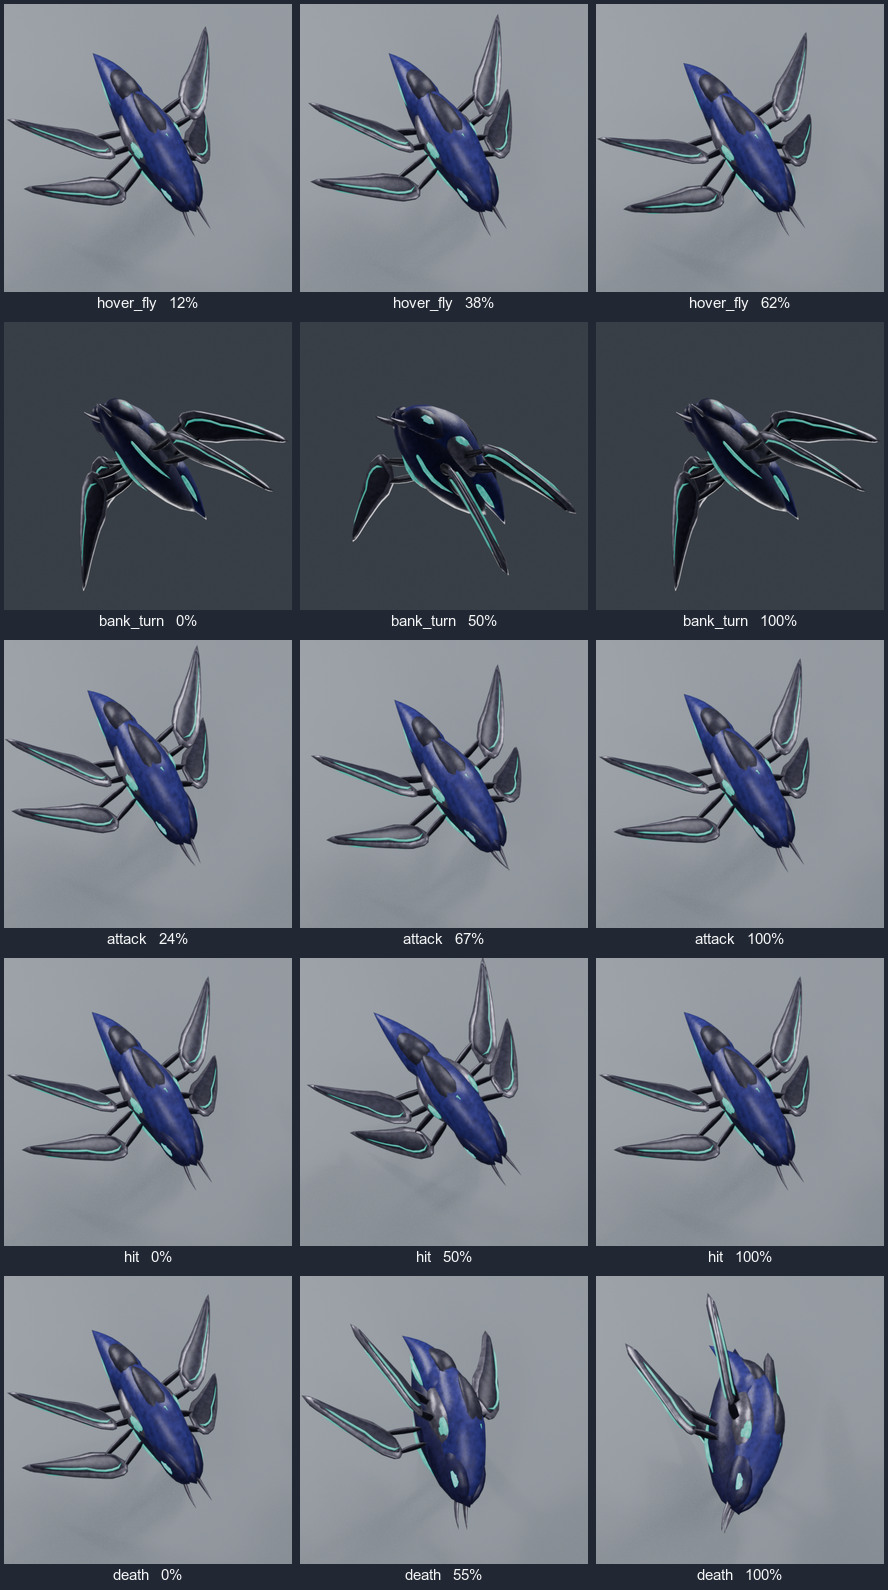 hover_fly 12%
hover_fly 38%
hover_fly 62%
bank_turn 0%
bank_turn 50%
bank_turn 100%
attack 24%
attack 67%
attack 100%
hit 0%
hit 50%
hit 100%
death 0%
death 55%
death 100%